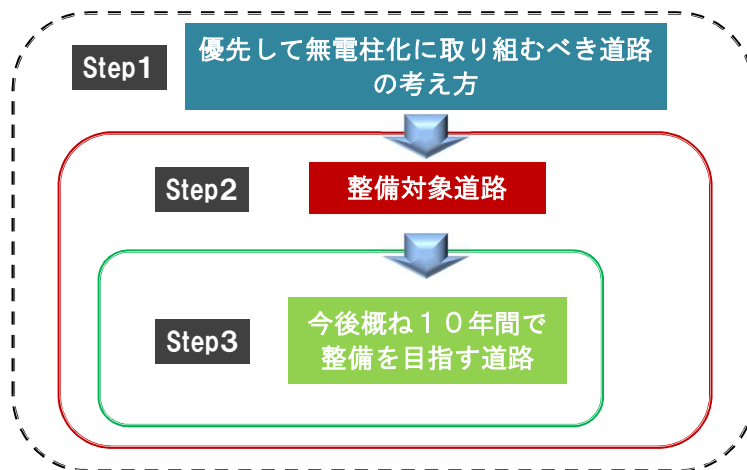 Step1
優先して無電柱化に取り組むべき道路
の考え方
Step2
整備対象道路
Step3
今後概ね１０年間で
整備を目指す道路